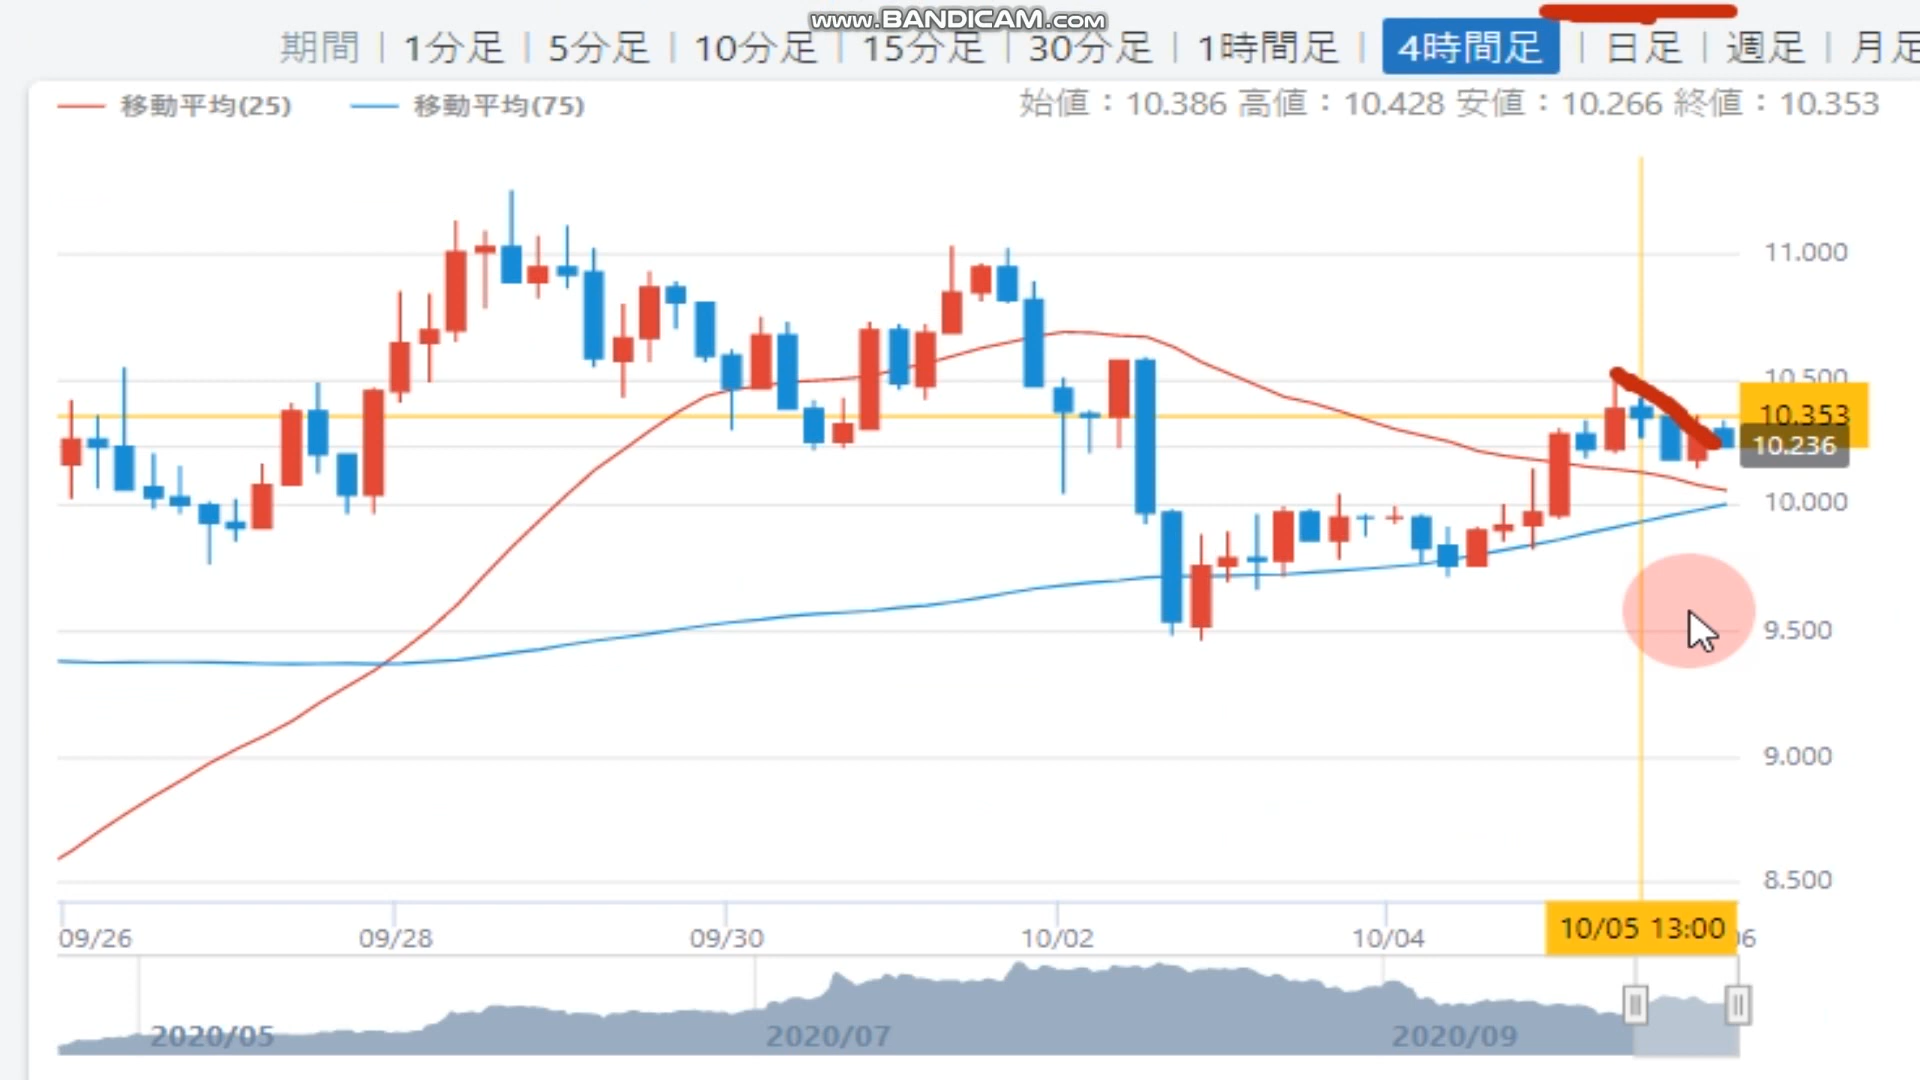 www.BANDICAM.com
期間 | 1分足 | 5分足 | 10分足 | 15分足 | 30分足 | 1時間足 | 4時間足 | 日足 | 週足 | 月足
移動平均(25) 移動平均(75) 始値：10.386 高値：10.428 安値：10.266 終値：10.353
11.000
10.500
10.353
10.236
10.000
9.500
9.000
8.500
09/26 09/28 09/30 10/02 10/04 10/05 13:00
2020/05 2020/07 2020/09